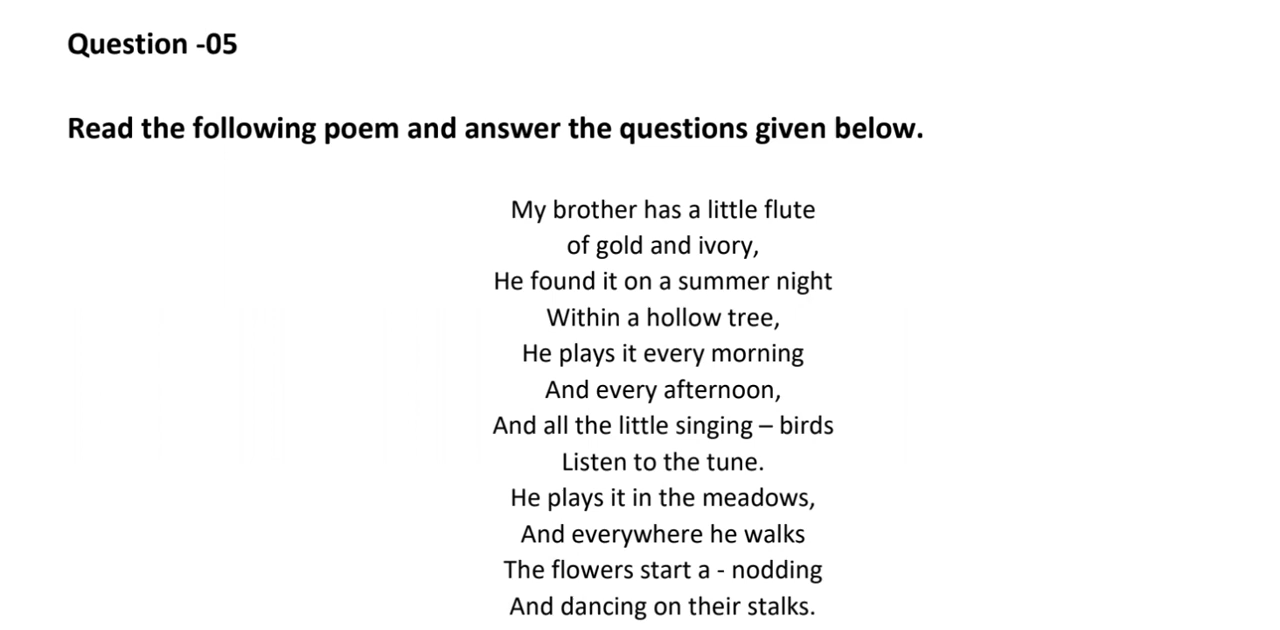 Question -05
Read the following poem and answer the questions given below.
My brother has a little flute
of gold and ivory,
He found it on a summer night
Within a hollow tree,
He plays it every morning
And every afternoon,
And all the little singing – birds
Listen to the tune.
He plays it in the meadows,
And everywhere he walks
The flowers start a - nodding
And dancing on their stalks.